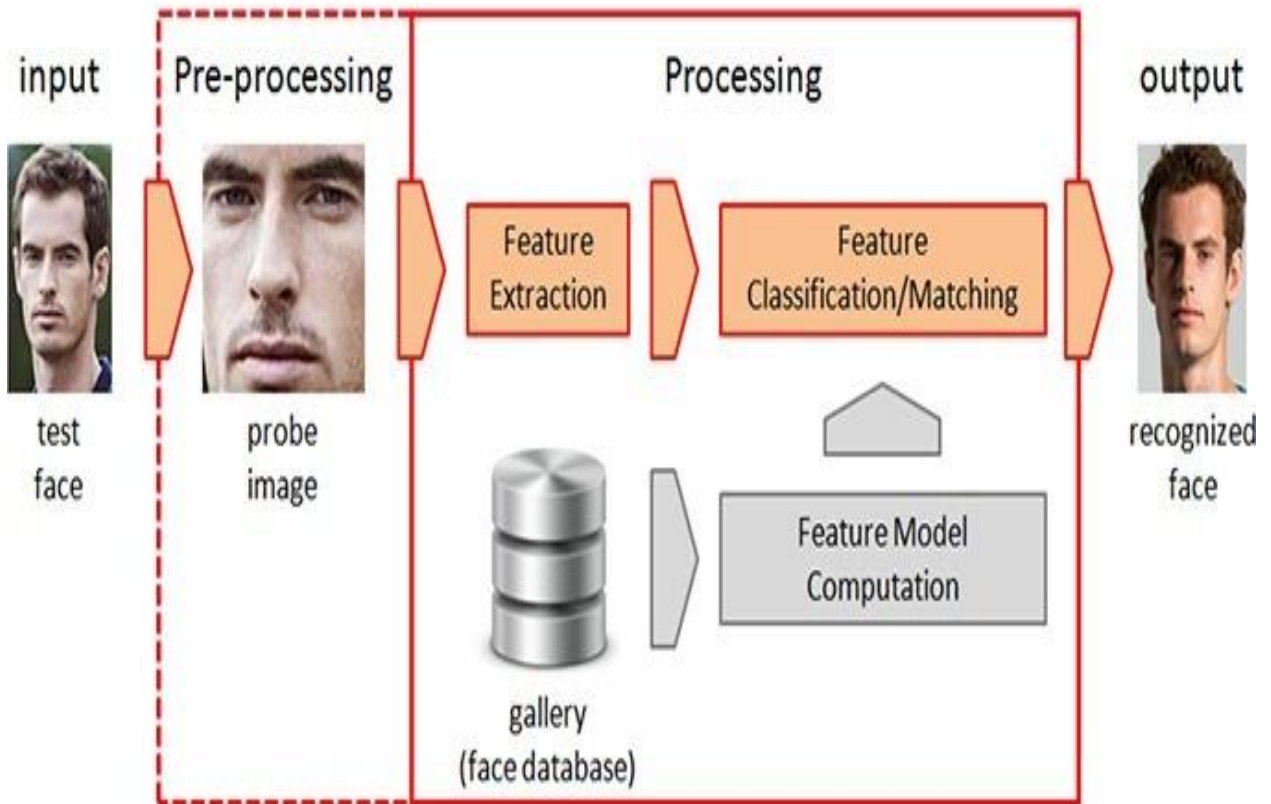 input
Pre-processing
Processing
output
Feature
Extraction
Feature
Classification/Matching
test
face
probe
image
recognized
face
Feature Model
Computation
gallery
(face database)